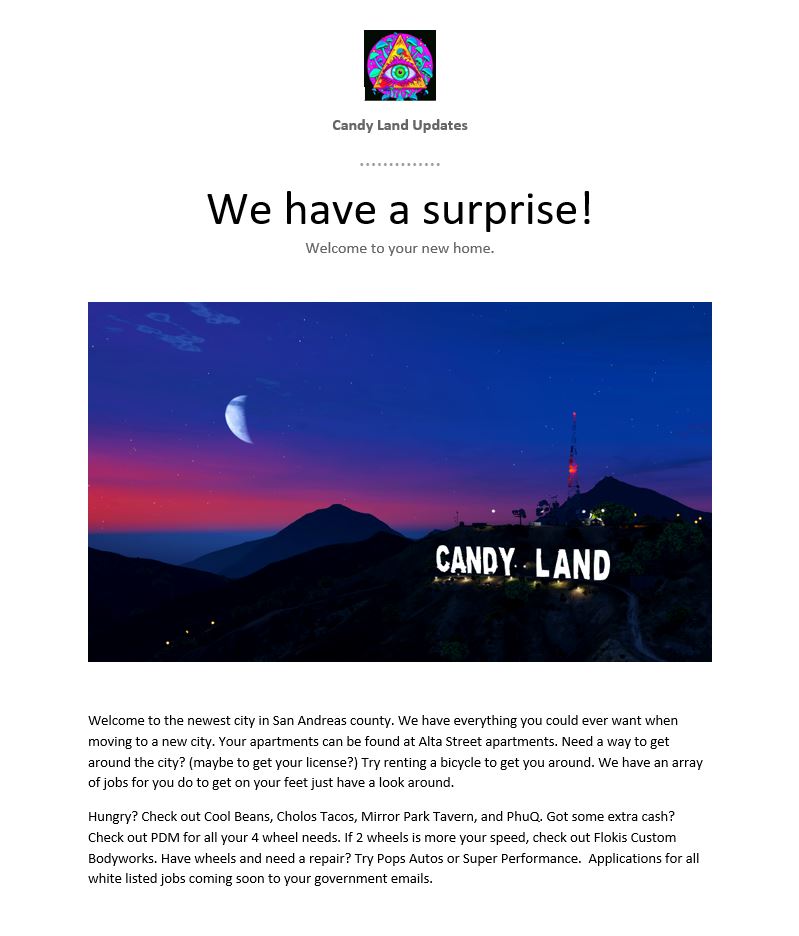 Candy Land Updates
We have a surprise!
Welcome to your new home.
CANDY LAND
Welcome to the newest city in San Andreas county. We have everything you could ever want when
moving to a new city. Your apartments can be found at Alta Street apartments. Need a way to get
around the city? (maybe to get your license?) Try renting a bicycle to get you around. We have an array
of jobs for you do to get on your feet just have a look around.
Hungry? Check out Cool Beans, Cholos Tacos, Mirror Park Tavern, and PhuQ. Got some extra cash?
Check out PDM for all your 4 wheel needs. If 2 wheels is more your speed, check out Flokis Custom
Bodyworks. Have wheels and need a repair? Try Pops Autos or Super Performance.  Applications for all
white listed jobs coming soon to your government emails.